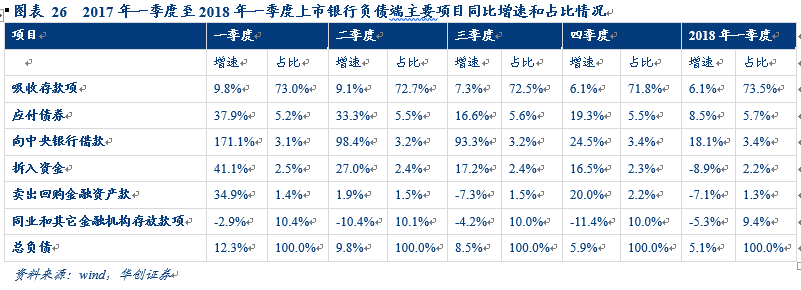 图表 26 2017年一季度至2018年一季度上市银行负债端主要项目同比增速和占比情况
项目 一季度 二季度 三季度 四季度 2018年一季度
增速 占比 增速 占比 增速 占比 增速 占比 增速 占比
吸收存款项 9.8% 73.0% 9.1% 72.7% 7.3% 72.5% 6.1% 71.8% 6.1% 73.5%
应付债券 37.9% 5.2% 33.3% 5.5% 16.6% 5.6% 19.3% 5.5% 8.5% 5.7%
向中央银行借款 171.1% 3.1% 98.4% 3.2% 93.3% 3.2% 24.5% 3.4% 18.1% 3.4%
拆入资金 41.1% 2.5% 27.0% 2.4% 17.2% 2.4% 16.5% 2.3% -8.9% 2.2%
卖出回购金融资产款 34.9% 1.4% 1.9% 1.5% -7.3% 1.5% 20.0% 2.2% -7.1% 1.3%
同业和其它金融机构存放款项 -2.9% 10.4% -10.4% 10.1% -4.2% 10.0% -11.4% 10.0% -5.3% 9.4%
总负债 12.3% 100.0% 9.8% 100.0% 8.5% 100.0% 5.9% 100.0% 5.1% 100.0%
资料来源：wind，华创证券